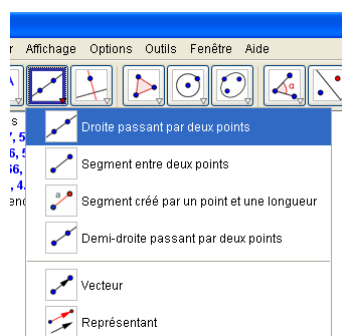 r Affichage Options Outils Fenêtre Aide
Droite passant par deux points
Segment entre deux points
Segment créé par un point et une longueur
Demi-droite passant par deux points
Vecteur
Représentant